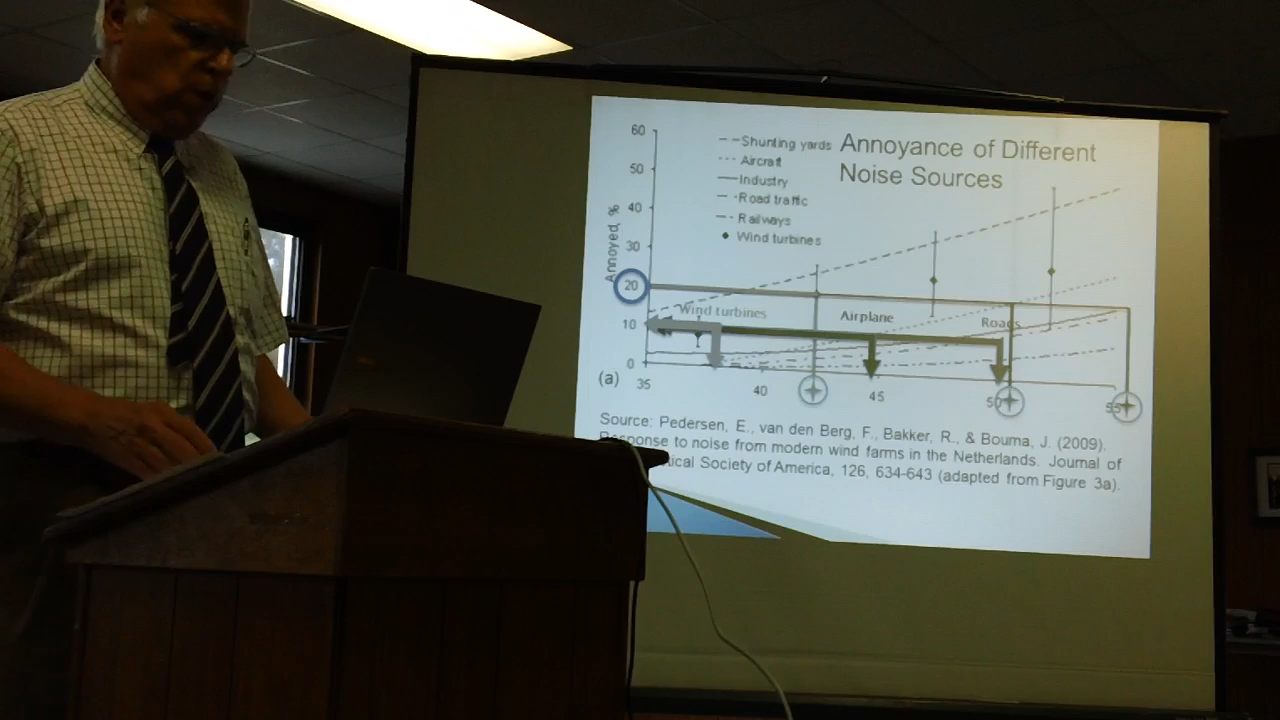 Annoyance of Different
Noise Sources
60
50
40
30
20
10
0
Annoyed, %
Shunting yards
Aircraft
Industry
Road traffic
Railways
Wind turbines
Wind turbines
Airplane
Roads
(a)
35
40
45
50
55
Source: Pedersen, E., van den Berg, F., Bakker, R., & Bouma, J. (2009).
Response to noise from modern wind farms in the Netherlands. Journal of
Society of America, 126, 634-643 (adapted from Figure 3a).